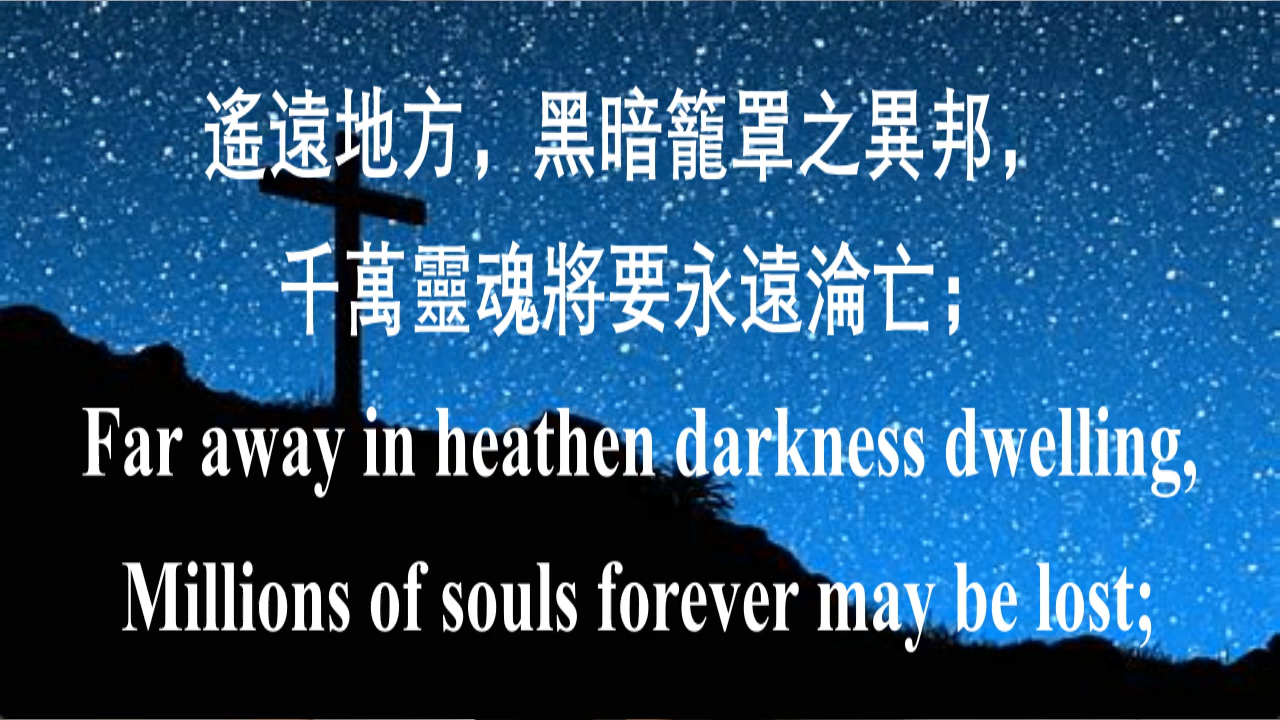 遙遠地方，黑暗籠罩之異邦，
千萬靈魂將要永遠淪亡；
Far away in heathen darkness dwelling,
Millions of souls forever may be lost;